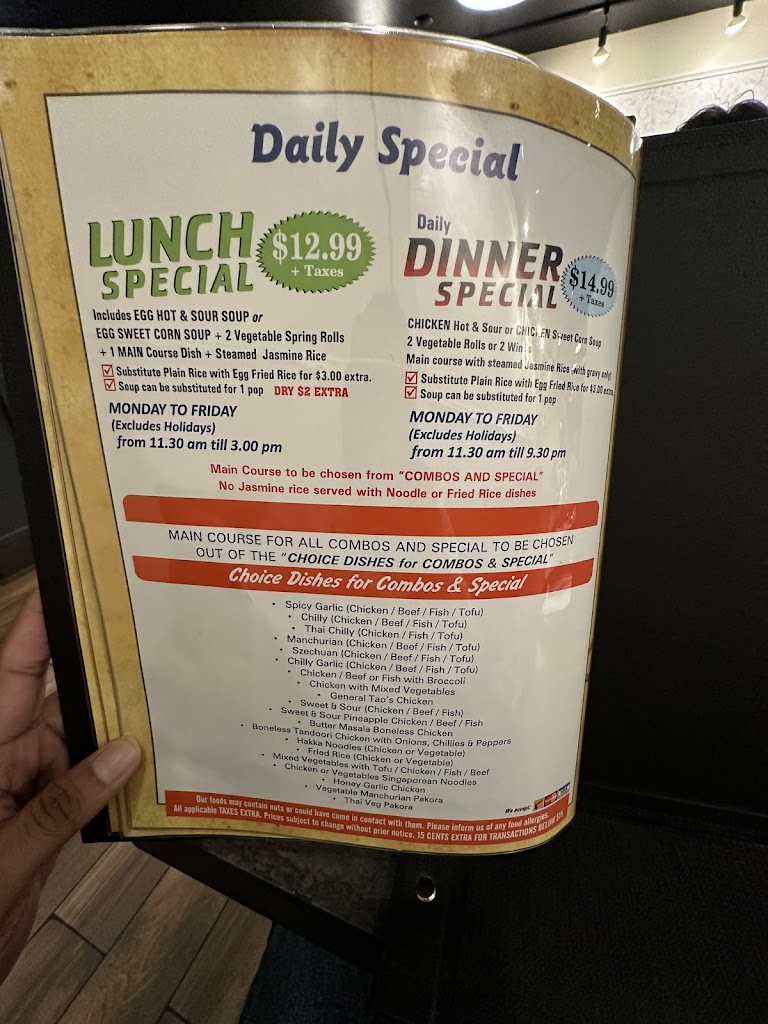 Daily Special
LUNCH
SPECIAL
$12.99
+ Taxes
Includes EGG HOT & SOUR SOUP or
EGG SWEET CORN SOUP + 2 Vegetable Spring Rolls
+ 1 MAIN Course Dish + Steamed Jasmine Rice
Substitute Plain Rice with Egg Fried Rice for $3.00 extra.
Soup can be substituted for 1 pop DRY $2 EXTRA
MONDAY TO FRIDAY
(Excludes Holidays)
from 11.30 am till 3.00 pm
Daily
DINNER
SPECIAL
$14.99
+ Taxes
CHICKEN Hot & Sour or CHICKEN Sweet Corn Soup
2 Vegetable Rolls or 2 Wings
Main course with steamed Jasmine Rice (with gravy only)
Substitute Plain Rice with Egg Fried Rice for $3.00 extra.
Soup can be substituted for 1 pop
MONDAY TO FRIDAY
(Excludes Holidays)
from 11.30 am till 9.30 pm
Main Course to be chosen from "COMBOS AND SPECIAL"
No Jasmine rice served with Noodle or Fried Rice dishes
MAIN COURSE FOR ALL COMBOS AND SPECIAL TO BE CHOSEN
OUT OF THE "CHOICE DISHES for COMBOS & SPECIAL"
Choice Dishes for Combos & Special
• Spicy Garlic (Chicken / Beef / Fish / Tofu)
• Chilly (Chicken / Beef / Fish / Tofu)
• Thai Chilly (Chicken / Fish / Tofu)
• Manchurian (Chicken / Beef / Fish / Tofu)
• Szechuan (Chicken / Beef / Fish / Tofu)
• Chilly Garlic (Chicken / Beef / Fish / Tofu)
• Chicken / Beef or Fish with Broccoli
• Chicken with Mixed Vegetables
• General Tao's Chicken
• Sweet & Sour (Chicken / Beef / Fish)
• Sweet & Sour Pineapple Chicken / Beef / Fish
• Butter Masala Boneless Chicken
• Boneless Tandoori Chicken with Onions, Chillies & Peppers
• Hakka Noodles (Chicken or Vegetable)
• Fried Rice (Chicken or Vegetable)
• Mixed Vegetables with Tofu / Chicken / Fish / Beef
• Chicken or Vegetables Singaporean Noodles
• Honey Garlic Chicken
• Vegetable Manchurian Pakora
• Thai Veg Pakora
We accept:
Our foods may contain nuts or could have come in contact with them. Please inform us of any food allergies.
All applicable TAXES EXTRA. Prices subject to change without prior notice. 15 CENTS EXTRA FOR TRANSACTIONS BELOW